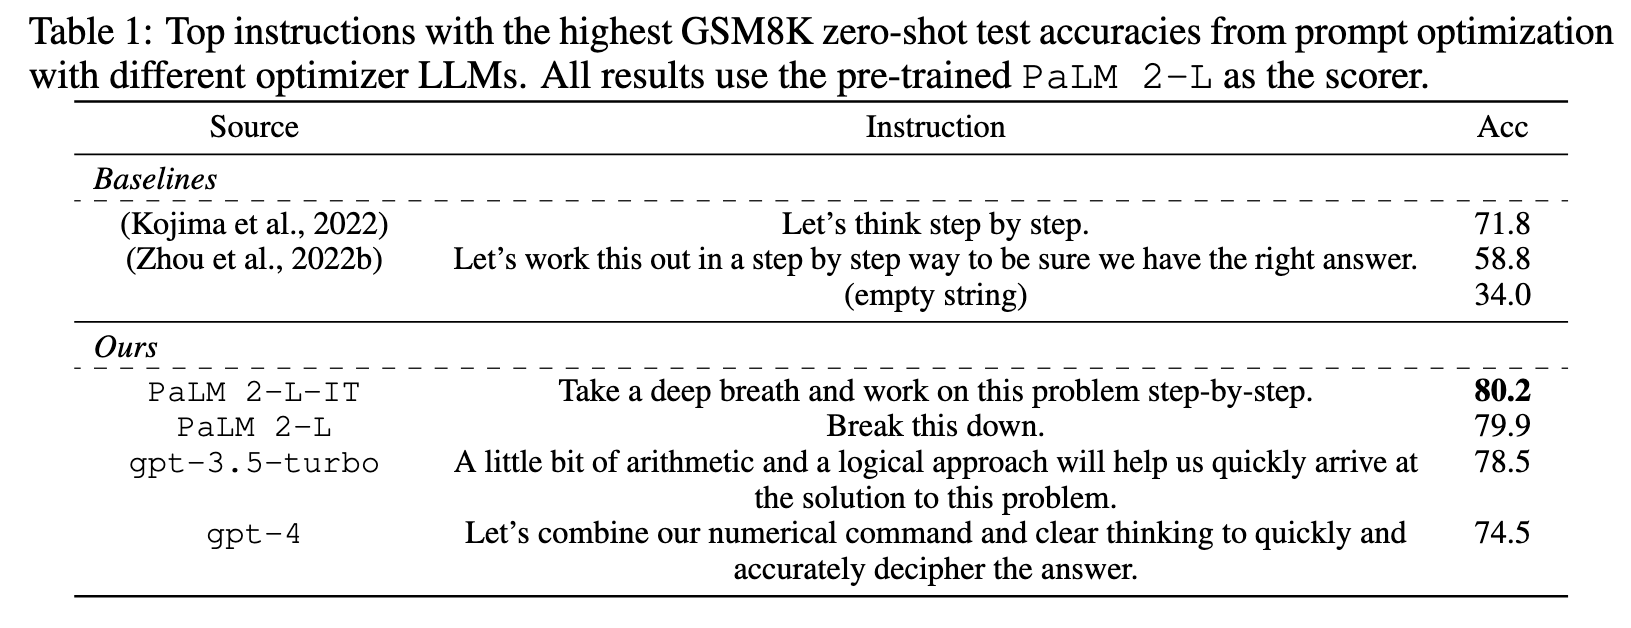 Table 1: Top instructions with the highest GSM8K zero-shot test accuracies from prompt optimization
with different optimizer LLMs. All results use the pre-trained PaLM 2-L as the scorer.
Source Instruction Acc
Baselines
(Kojima et al., 2022) Let’s think step by step. 71.8
(Zhou et al., 2022b) Let’s work this out in a step by step way to be sure we have the right answer. 58.8
(empty string) 34.0
Ours
PaLM 2-L-IT Take a deep breath and work on this problem step-by-step. 80.2
PaLM 2-L Break this down. 79.9
gpt-3.5-turbo A little bit of arithmetic and a logical approach will help us quickly arrive at 78.5
the solution to this problem.
gpt-4 Let’s combine our numerical command and clear thinking to quickly and 74.5
accurately decipher the answer.